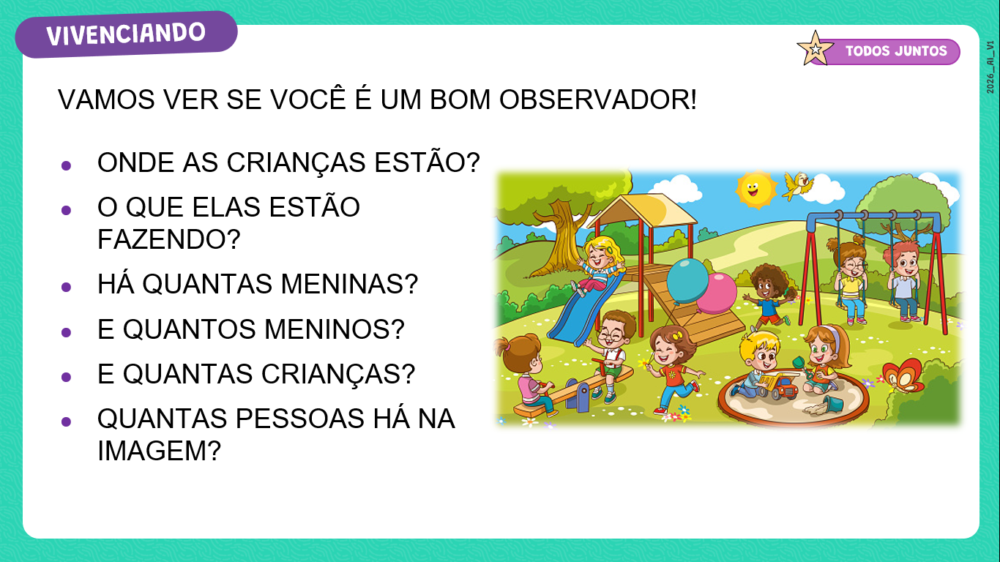 VIVENCIANDO
TODOS JUNTOS
2026_AI_V1
VAMOS VER SE VOCÊ É UM BOM OBSERVADOR!
• ONDE AS CRIANÇAS ESTÃO?
• O QUE ELAS ESTÃO
FAZENDO?
• HÁ QUANTAS MENINAS?
• E QUANTOS MENINOS?
• E QUANTAS CRIANÇAS?
• QUANTAS PESSOAS HÁ NA
IMAGEM?